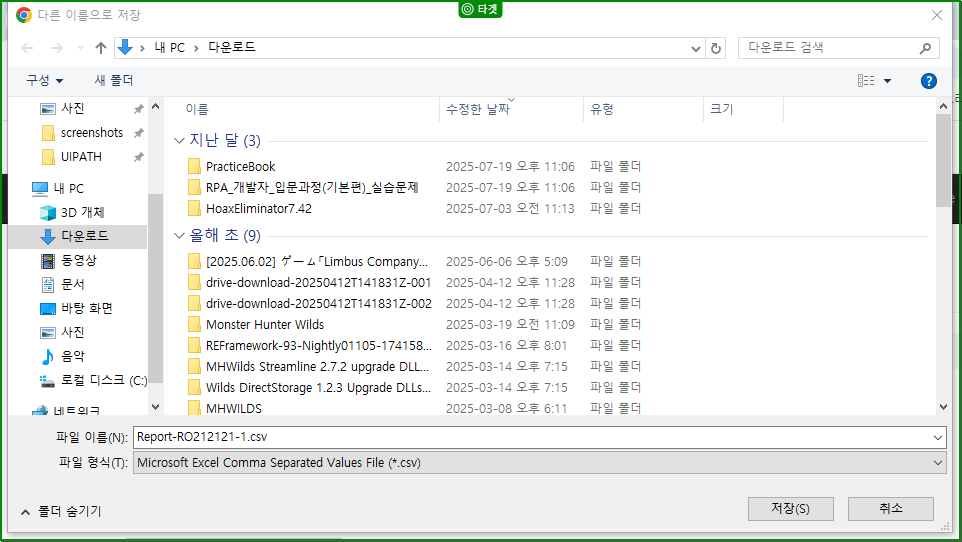 다른 이름으로 저장
타겟
내 PC > 다운로드
다운로드 검색
구성
새 폴더
사진
screenshots
UIPATH
내 PC
3D 개체
다운로드
동영상
문서
바탕 화면
사진
음악
로컬 디스크 (C:)
네트워크
이름 수정한 날짜 유형 크기
지난 달 (3)
PracticeBook 2025-07-19 오후 11:06 파일 폴더
RPA_개발자_입문과정(기본편)_실습문제 2025-07-19 오후 11:06 파일 폴더
HoaxEliminator7.42 2025-07-03 오전 11:13 파일 폴더
올해 초 (9)
[2025.06.02] ゲーム「Limbus Company... 2025-06-06 오후 5:09 파일 폴더
drive-download-20250412T141831Z-001 2025-04-12 오후 11:28 파일 폴더
drive-download-20250412T141831Z-002 2025-04-12 오후 11:28 파일 폴더
Monster Hunter Wilds 2025-03-19 오전 11:09 파일 폴더
REFramework-93-Nightly01105-174158... 2025-03-16 오후 8:01 파일 폴더
MHWilds Streamline 2.7.2 upgrade DLL... 2025-03-14 오후 7:15 파일 폴더
Wilds DirectStorage 1.2.3 Upgrade DLLs... 2025-03-14 오후 7:15 파일 폴더
MHWILDS 2025-03-08 오후 6:11 파일 폴더
파일 이름(N): Report-RO212121-1.csv
파일 형식(T): Microsoft Excel Comma Separated Values File (*.csv)
폴더 숨기기
저장(S)
취소